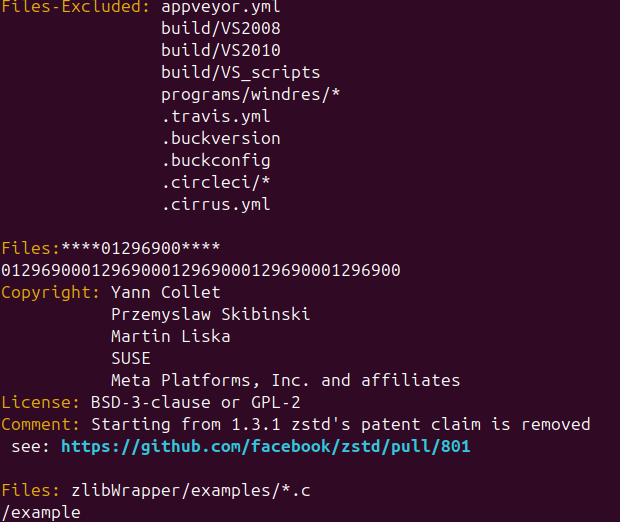 Files-Excluded: appveyor.yml
build/VS2008
build/VS2010
build/VS_scripts
programs/windres/*
.travis.yml
.buckversion
.buckconfig
.circleci/*
.cirrus.yml
Files:****01296900****
0129690001296900012969000129690001296900
Copyright: Yann Collet
Przemyslaw Skibinski
Martin Liska
SUSE
Meta Platforms, Inc. and affiliates
License: BSD-3-clause or GPL-2
Comment: Starting from 1.3.1 zstd's patent claim is removed
see: https://github.com/facebook/zstd/pull/801
Files: zlibWrapper/examples/*.c
/example